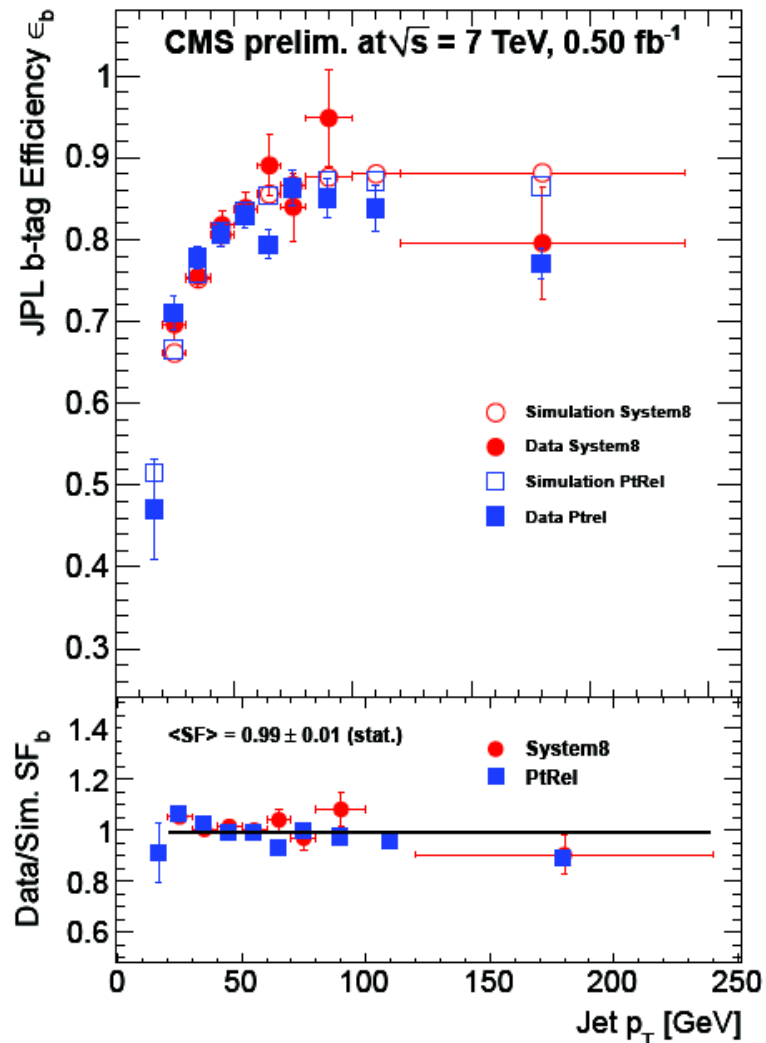 CMS prelim. at √s = 7 TeV, 0.50 fb⁻¹
JPL b-tag Efficiency ϵ_b
1
0.9
0.8
0.7
0.6
0.5
0.4
0.3
Simulation System8
Data System8
Simulation PtRel
Data Ptrel
Data/Sim. SF_b
1.4
1.2
1
0.8
0.6
<SF> = 0.99 ± 0.01 (stat.)
System8
PtRel
0 50 100 150 200 250
Jet p_T [GeV]